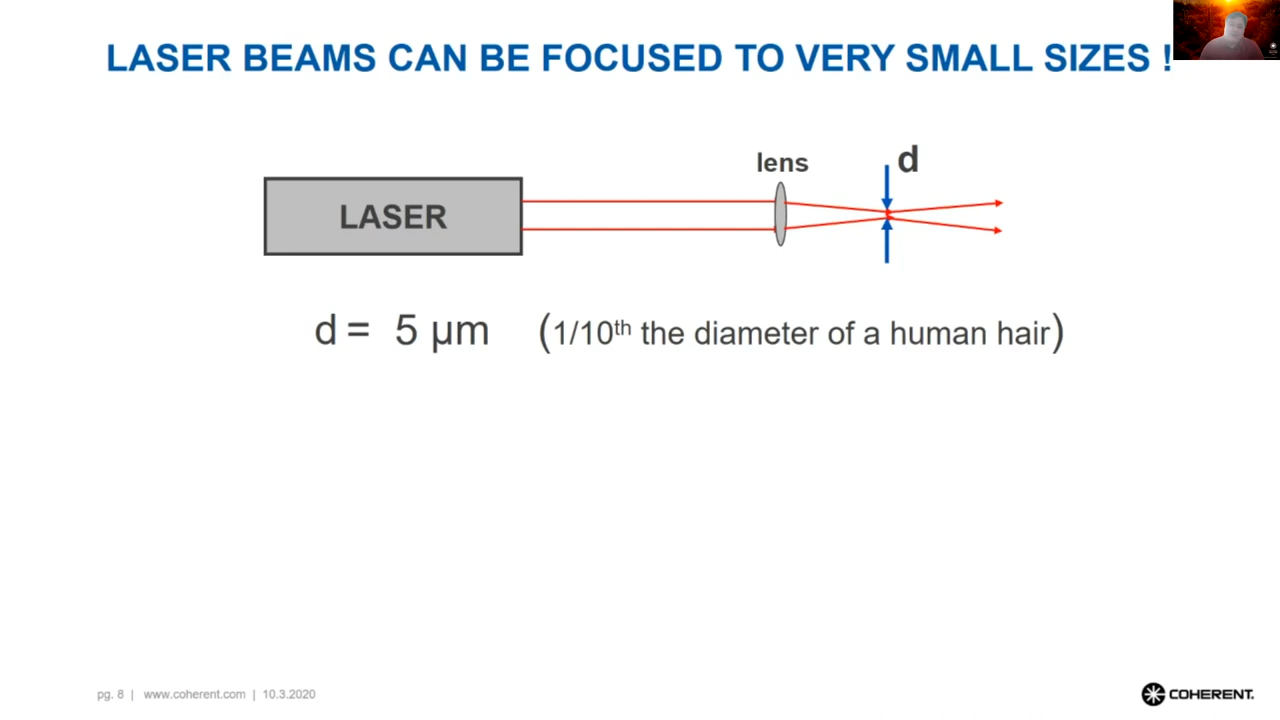 LASER BEAMS CAN BE FOCUSED TO VERY SMALL SIZES !
lens
d
LASER
d = 5 µm (1/10th the diameter of a human hair)
pg. 8 | www.coherent.com | 10.3.2020
COHERENT.